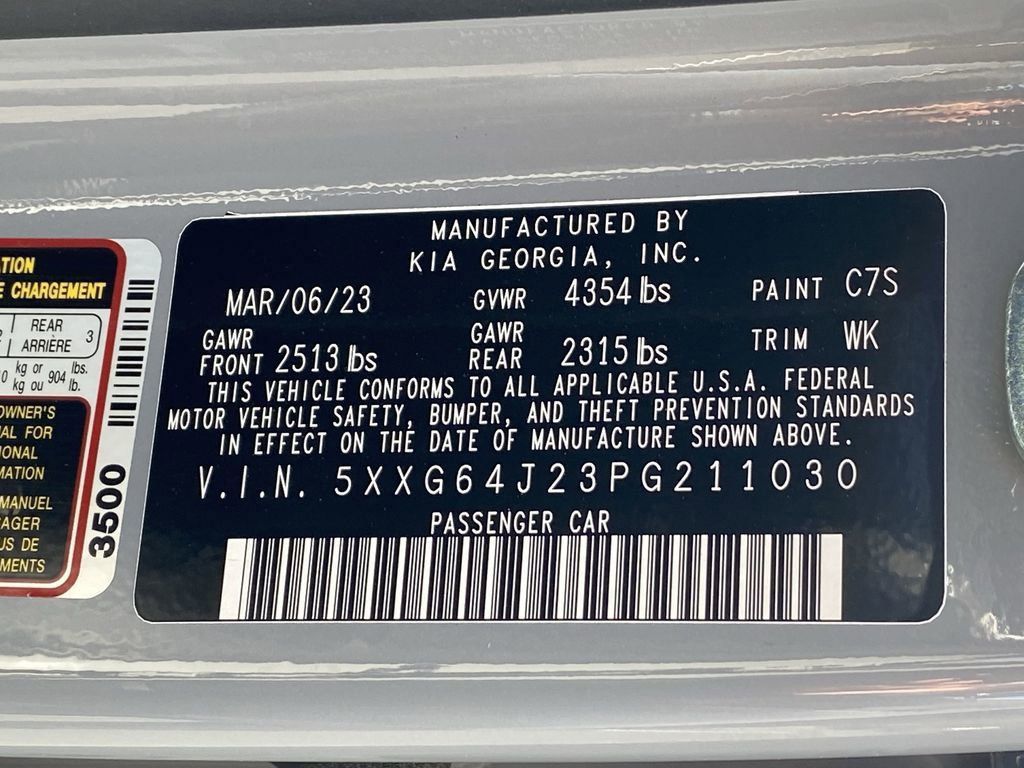 MANUFACTURED BY
KIA GEORGIA, INC.
MAR/06/23 GVWR 4354 lbs PAINT C7S
GAWR FRONT 2513 lbs GAWR REAR 2315 lbs TRIM WK
THIS VEHICLE CONFORMS TO ALL APPLICABLE U.S.A. FEDERAL
MOTOR VEHICLE SAFETY, BUMPER, AND THEFT PREVENTION STANDARDS
IN EFFECT ON THE DATE OF MANUFACTURE SHOWN ABOVE.
V.I.N. 5XXG64J23PG211030
PASSENGER CAR
TION
E CHARGEMENT
REAR 3
ARRIÈRE
kg or lbs.
kg ou 904 lb.
OWNER'S
AL FOR
IONAL
MATION
MANUEL
AGER
US DE
MENTS
3500